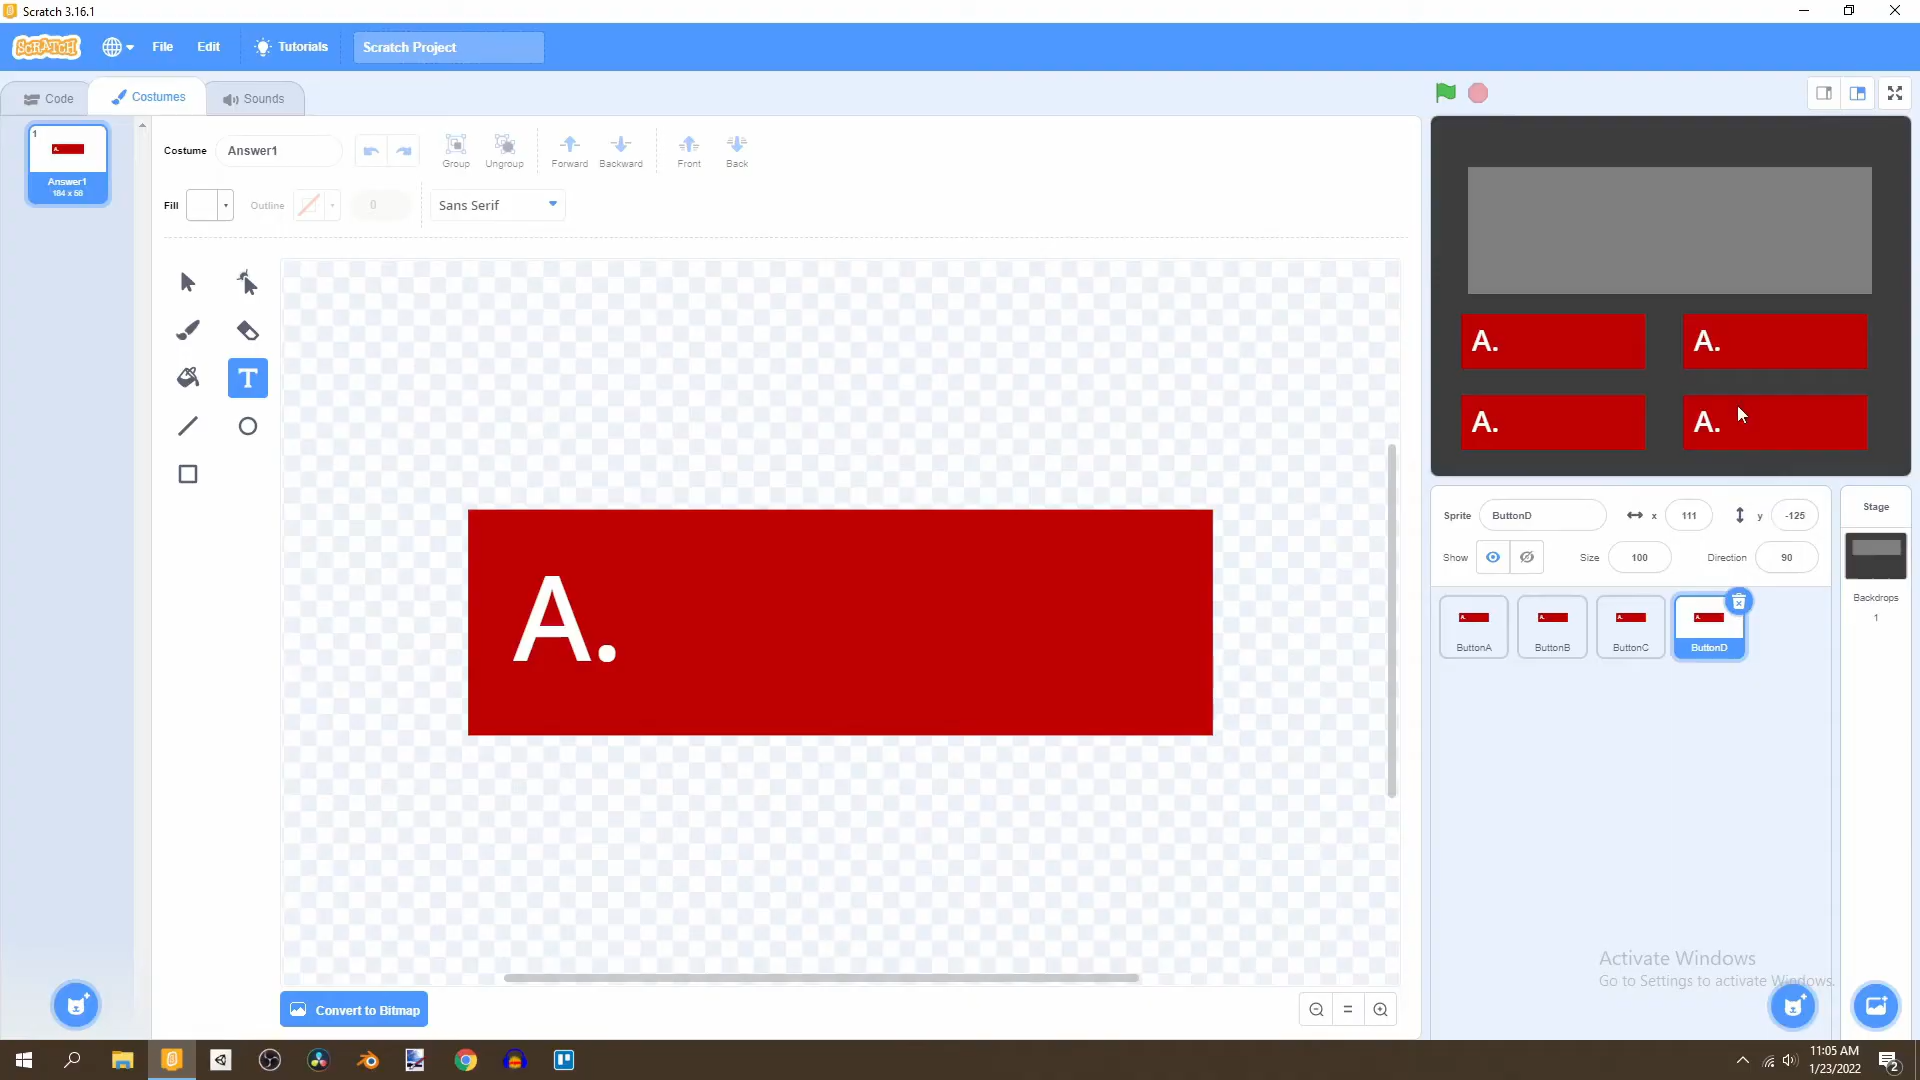 Scratch 3.16.1
SCRATCH
File
Edit
Tutorials
Scratch Project
Code
Costumes
Sounds
1
A.
Answer1
184 x 56
Costume
Answer1
Group
Ungroup
Forward
Backward
Front
Back
Fill
Outline
0
Sans Serif
T
A.
Convert to Bitmap
A.
A.
A.
A.
Sprite
ButtonD
x
111
y
-125
Show
Size
100
Direction
90
ButtonA
ButtonB
ButtonC
ButtonD
Stage
Backdrops
1
Activate Windows
Go to Settings to activate Windows.
11:05 AM
1/23/2022
2